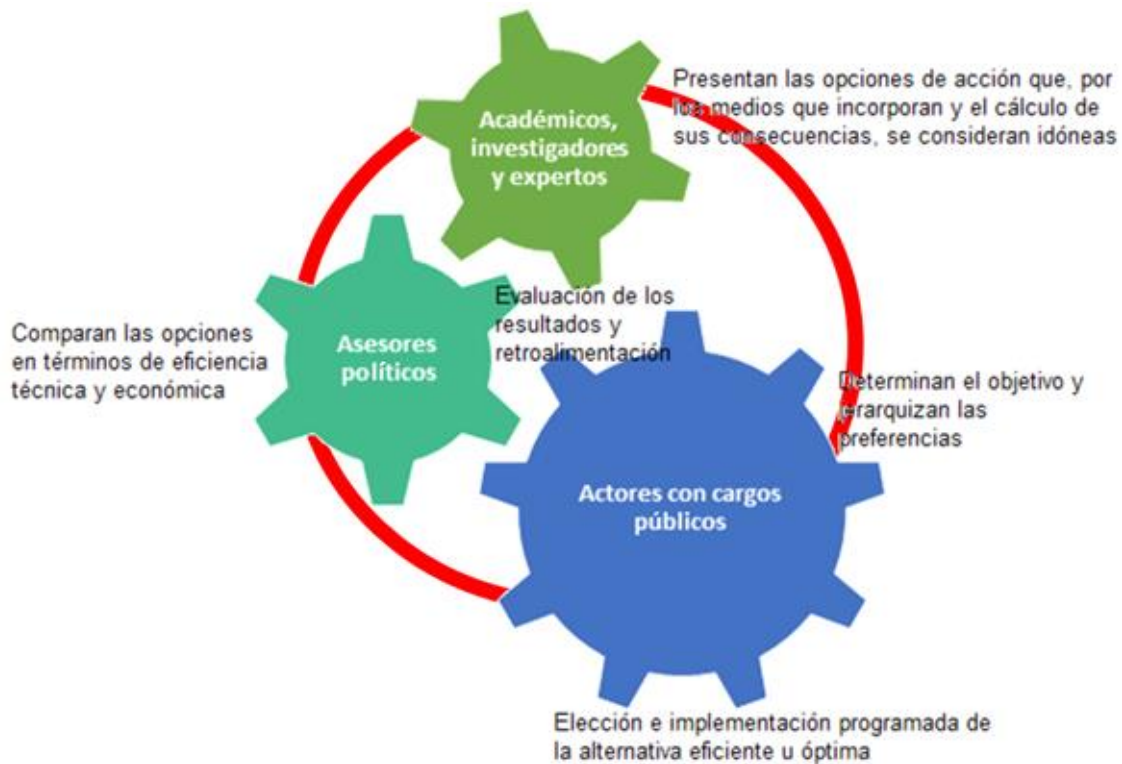 Académicos,
investigadores
y expertos
Presentan las opciones de acción que, por
los medios que incorporan y el cálculo de
sus consecuencias, se consideran idóneas
Comparan las opciones
en términos de eficiencia
técnica y económica
Asesores
políticos
Evaluación de los
resultados y
retroalimentación
Determinan el objetivo y
jerarquizan las
preferencias
Actores con cargos
públicos
Elección e implementación programada de
la alternativa eficiente u óptima